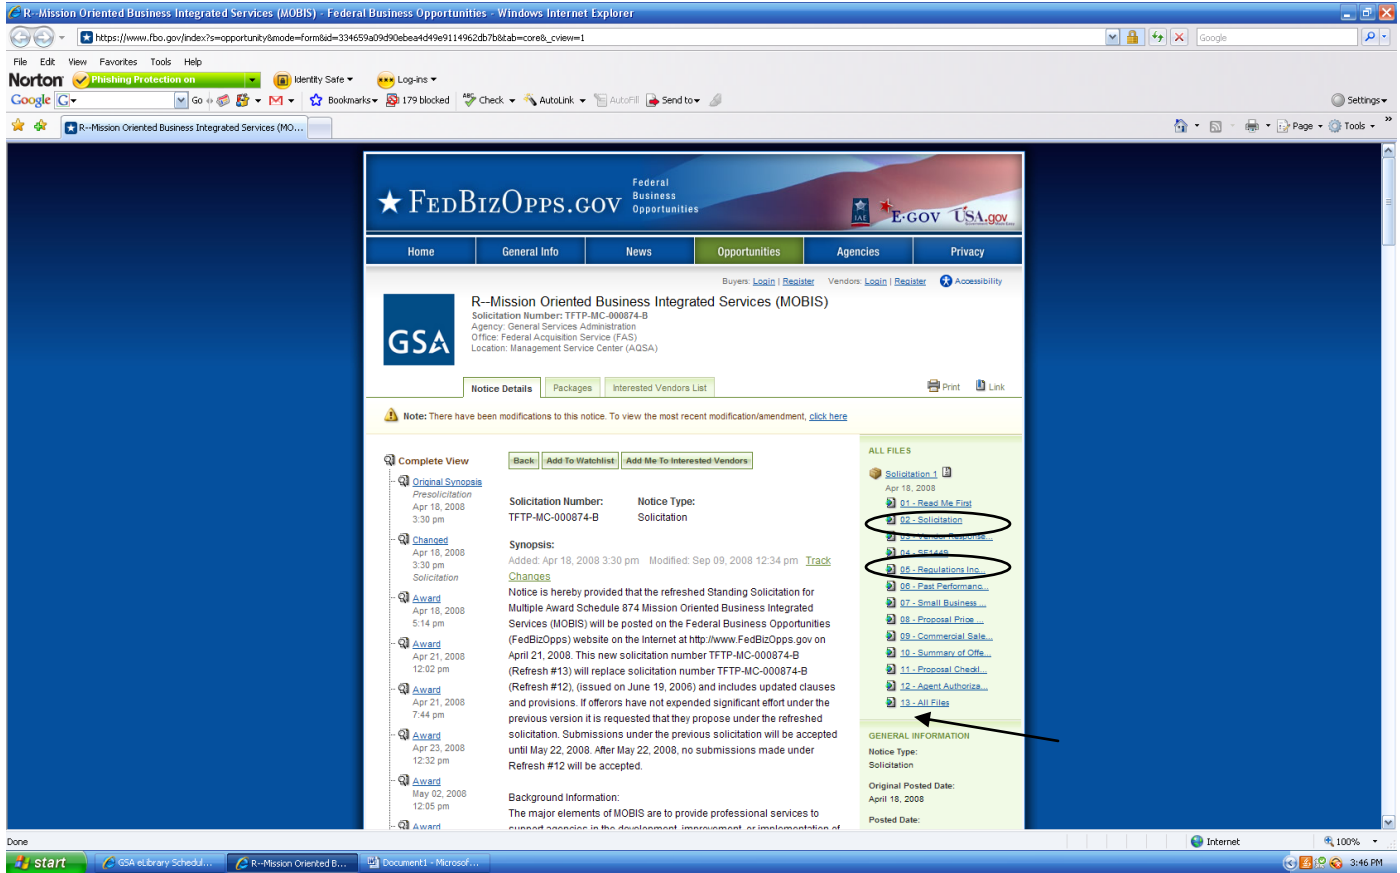 R--Mission Oriented Business Integrated Services (MOBIS) - Federal Business Opportunities - Windows Internet Explorer
https://www.fbo.gov/index?s=opportunity&mode=form&id=334659a09d90ebea4d49e9114962db7b&tab=core&_cview=1
Google
File Edit View Favorites Tools Help
Norton Phishing Protection on Identity Safe Log-ins
Google G Go Bookmarks 179 blocked Check AutoLink AutoFill Send to Settings
R--Mission Oriented Business Integrated Services (MO... Page Tools
FEDBIZOPPS.GOV
Federal
Business
Opportunities
IAE E-GOV USA.gov
Home General Info News Opportunities Agencies Privacy
Buyers: Login | Register Vendors: Login | Register Accessibility
GSA
R--Mission Oriented Business Integrated Services (MOBIS)
Solicitation Number: TFTP-MC-000874-B
Agency: General Services Administration
Office: Federal Acquisition Service (FAS)
Location: Management Service Center (AQSA)
Notice Details Packages Interested Vendors List Print Link
Note: There have been modifications to this notice. To view the most recent modification/amendment, click here
Complete View
Original Synopsis
Presolicitation
Apr 18, 2008
3:30 pm
Changed
Apr 18, 2008
3:30 pm
Solicitation
Award
Apr 18, 2008
5:14 pm
Award
Apr 21, 2008
12:02 pm
Award
Apr 21, 2008
7:44 pm
Award
Apr 23, 2008
12:32 pm
Award
May 02, 2008
12:05 pm
Award
Back Add To Watchlist Add Me To Interested Vendors
Solicitation Number: Notice Type:
TFTP-MC-000874-B Solicitation
Synopsis:
Added: Apr 18, 2008 3:30 pm Modified: Sep 09, 2008 12:34 pm Track
Changes
Notice is hereby provided that the refreshed Standing Solicitation for
Multiple Award Schedule 874 Mission Oriented Business Integrated
Services (MOBIS) will be posted on the Federal Business Opportunities
(FedBizOpps) website on the Internet at http://www.FedBizOpps.gov on
April 21, 2008. This new solicitation number TFTP-MC-000874-B
(Refresh #13) will replace solicitation number TFTP-MC-000874-B
(Refresh #12), (issued on June 19, 2006) and includes updated clauses
and provisions. If offerors have not expended significant effort under the
previous version it is requested that they propose under the refreshed
solicitation. Submissions under the previous solicitation will be accepted
until May 22, 2008. After May 22, 2008, no submissions made under
Refresh #12 will be accepted.
Background Information:
The major elements of MOBIS are to provide professional services to
support agencies in the development, improvement, or implementation of
ALL FILES
Solicitation 1
Apr 18, 2008
01 - Read Me First
02 - Solicitation
03 - Vendor Response...
04 - SF1449
05 - Regulations Inc...
06 - Past Performanc...
07 - Small Business ...
08 - Proposal Price ...
09 - Commercial Sale...
10 - Summary of Offe...
11 - Proposal Checkl...
12 - Agent Authoriza...
13 - All Files
GENERAL INFORMATION
Notice Type:
Solicitation
Original Posted Date:
April 18, 2008
Posted Date:
Done Internet 100%
start GSA eLibrary Schedul... R--Mission Oriented B... Document1 - Microsof... 3:46 PM